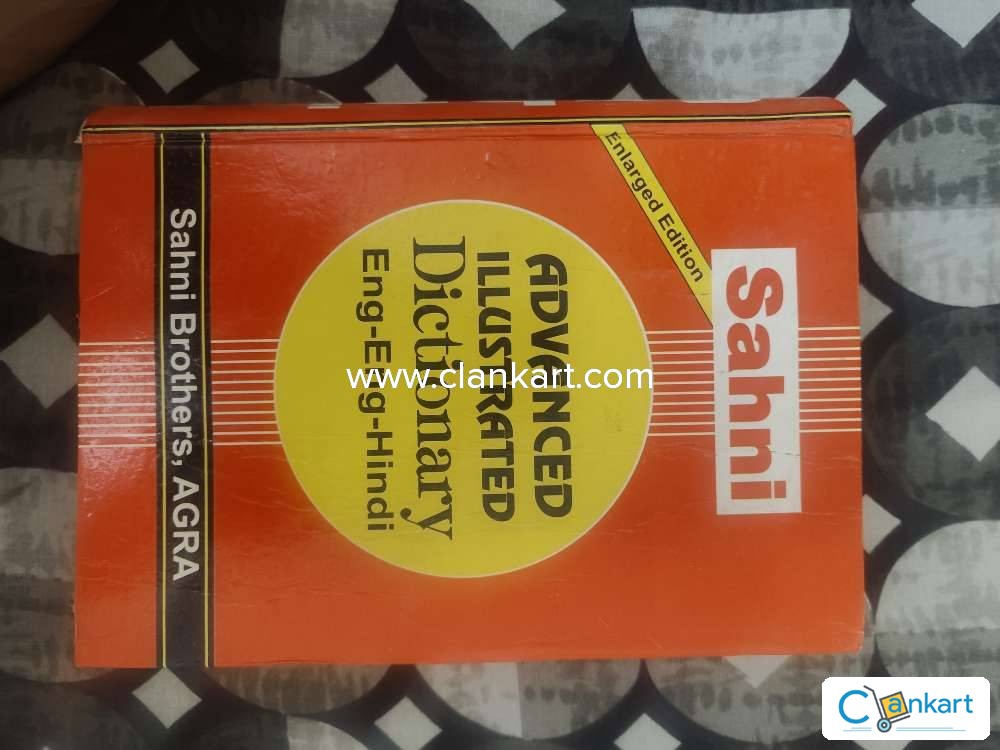 Sahni
Enlarged Edition
ADVANCED
ILLUSTRATED
Dictionary
Eng-Eng-Hindi
Sahni Brothers, AGRA
www.clankart.com
Clankart